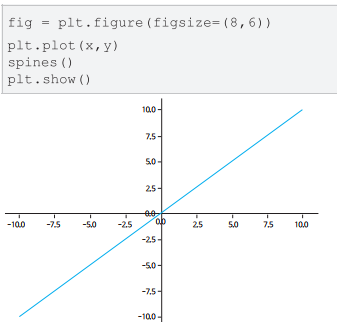 fig = plt.figure(figsize=(8,6))
plt.plot(x,y)
spines()
plt.show()
10.0
7.5
5.0
2.5
0.0
-10.0 -7.5 -5.0 -2.5 0.0 2.5 5.0 7.5 10.0
-2.5
-5.0
-7.5
-10.0